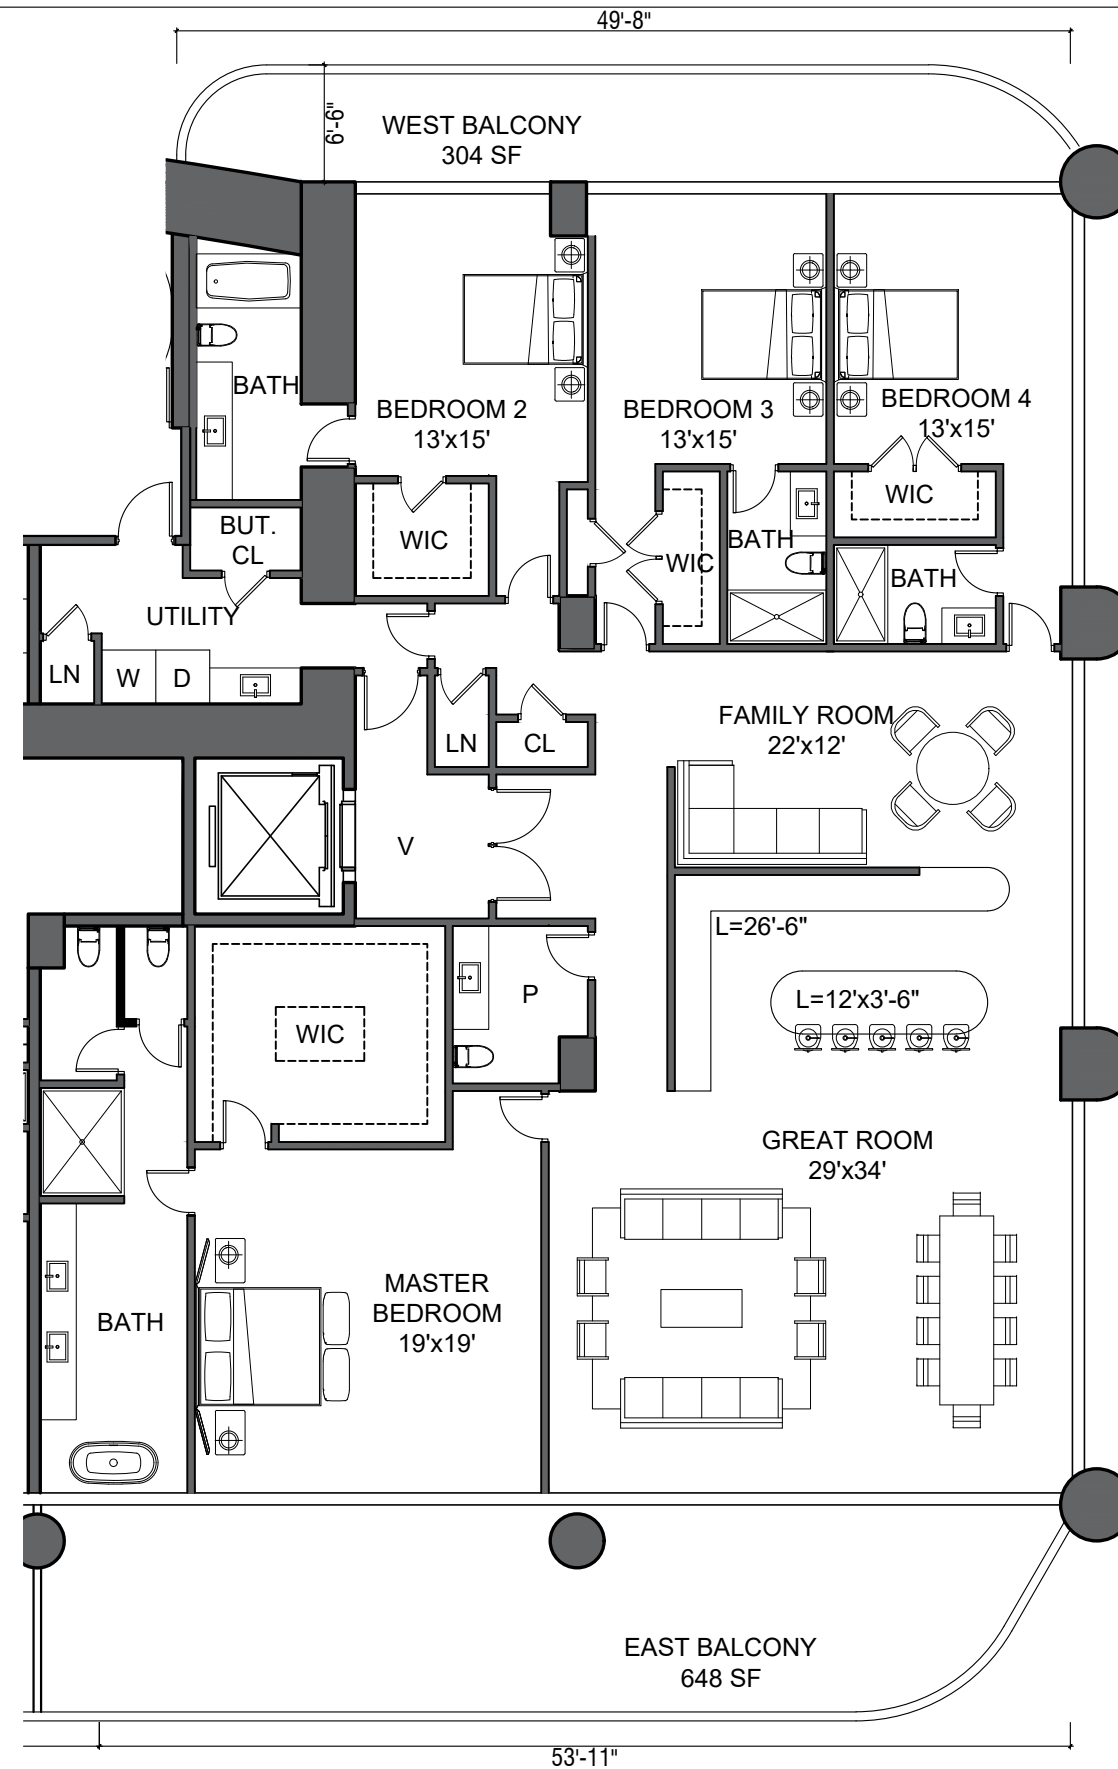 49'-8"
6'-6"
WEST BALCONY
304 SF
BATH
BEDROOM 2
13'x15'
BEDROOM 3
13'x15'
BEDROOM 4
13'x15'
WIC
BUT.
CL
WIC
WIC
BATH
BATH
UTILITY
LN
W
D
LN
CL
FAMILY ROOM
22'x12'
V
L=26'-6"
P
L=12'x3'-6"
WIC
GREAT ROOM
29'x34'
MASTER
BEDROOM
19'x19'
BATH
EAST BALCONY
648 SF
53'-11"